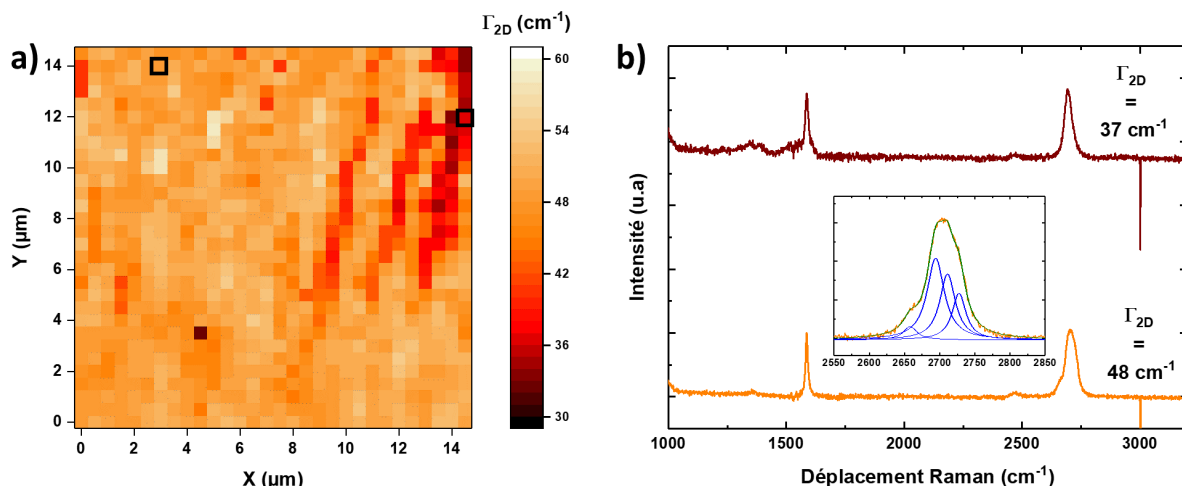 a)
Γ2D (cm-1)
14
12
10
8
6
4
2
0
Y (µm)
0 2 4 6 8 10 12 14
X (µm)
60
54
48
42
36
30
b)
Γ2D
=
37 cm-1
Intensité (u.a)
2550 2600 2650 2700 2750 2800 2850
Γ2D
=
48 cm-1
1000 1500 2000 2500 3000
Déplacement Raman (cm-1)